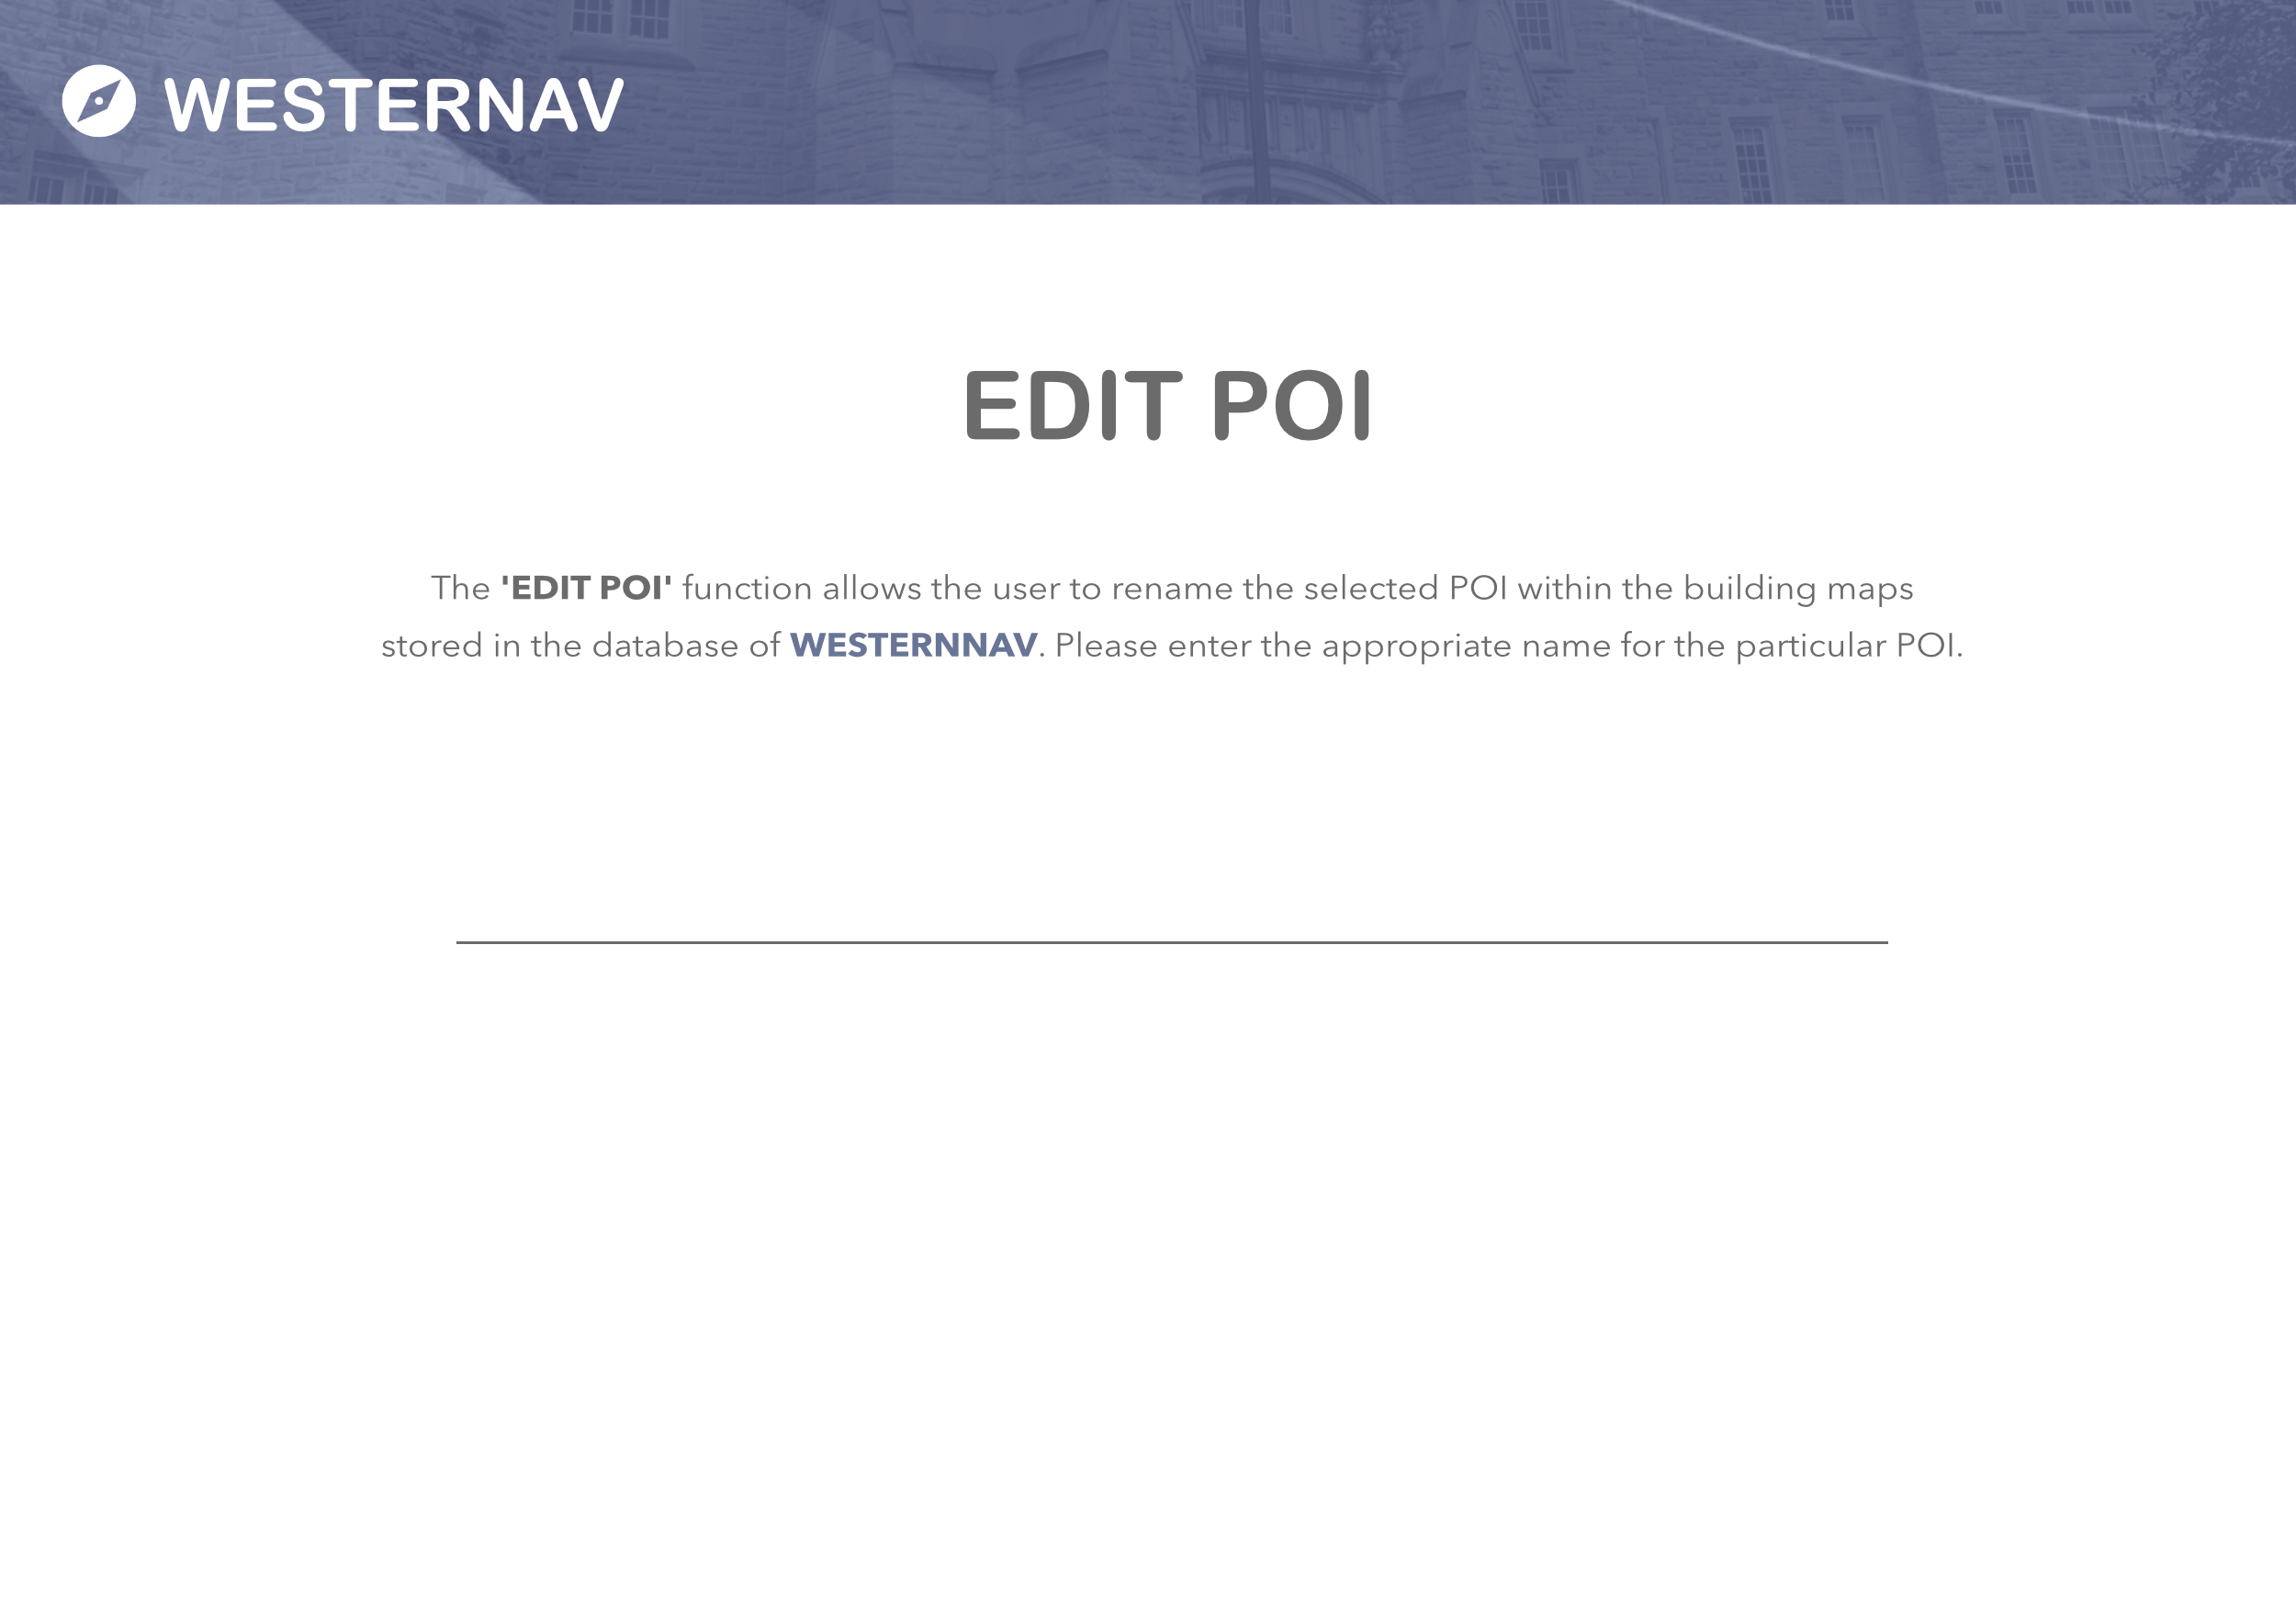 WESTERNAV
EDIT POI
The 'EDIT POI' function allows the user to rename the selected POI within the building maps
stored in the database of WESTERNNAV. Please enter the appropriate name for the particular POI.